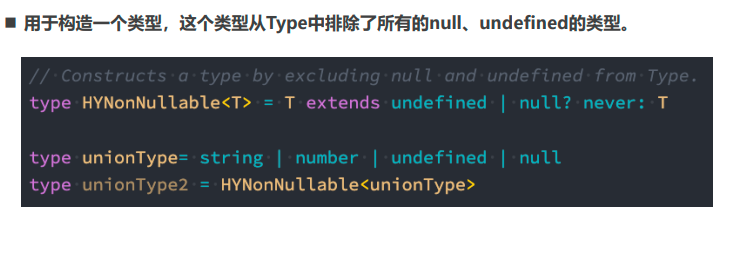 用于构造一个类型，这个类型从Type中排除了所有的null、undefined的类型。
// Constructs a type by excluding null and undefined from Type.
type HYNonNullable<T> = T extends undefined | null? never: T
type unionType= string | number | undefined | null
type unionType2 = HYNonNullable<unionType>